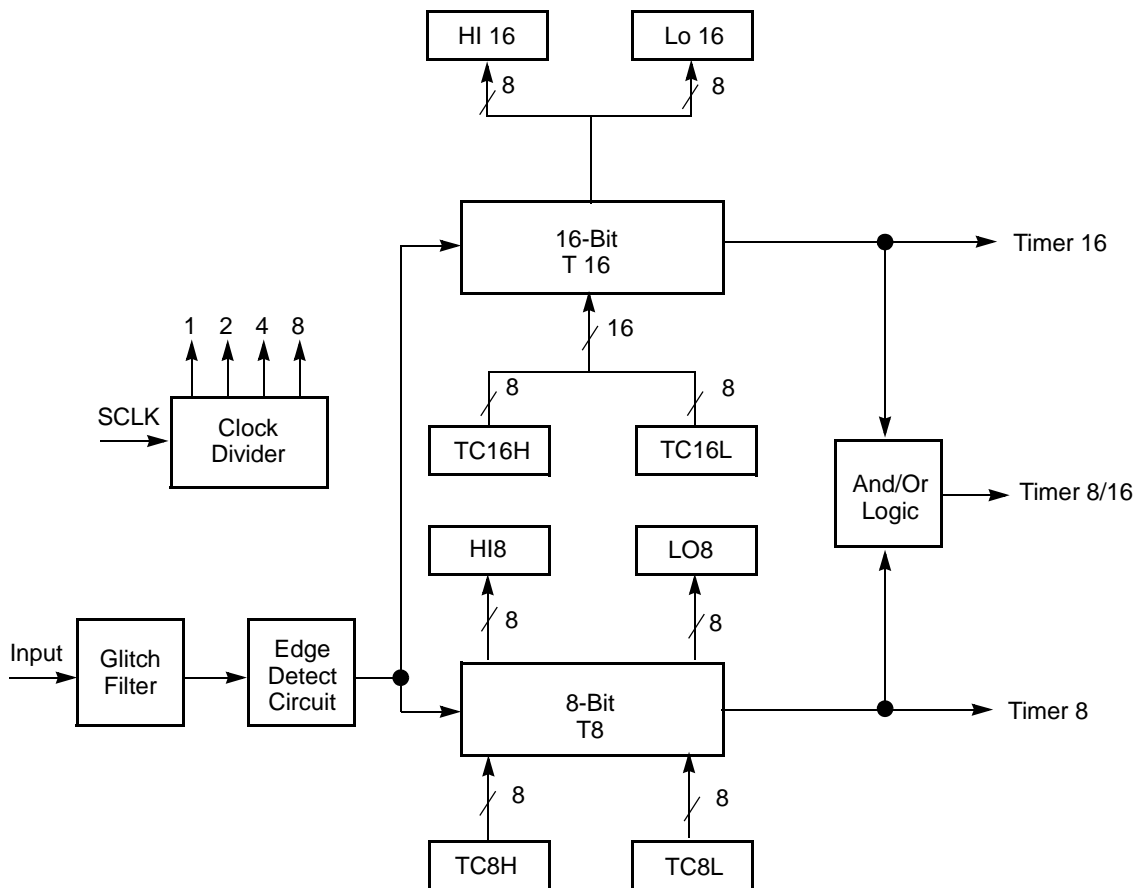 HI 16
Lo 16
8
8
16-Bit
T 16
Timer 16
16
1 2 4 8
8
8
SCLK
Clock
Divider
TC16H
TC16L
And/Or
Logic
Timer 8/16
HI8
LO8
8
8
Input
Glitch
Filter
Edge
Detect
Circuit
8-Bit
T8
Timer 8
8
8
TC8H
TC8L